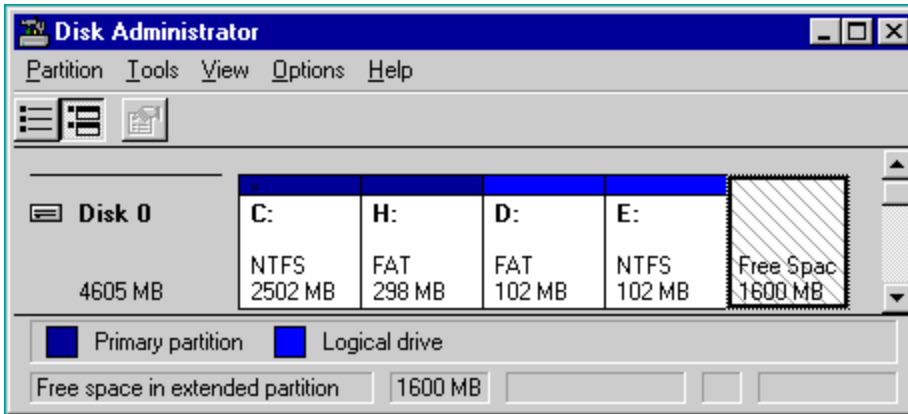 Disk Administrator
Partition Tools View Options Help
Disk 0
4605 MB
C:
NTFS
2502 MB
H:
FAT
298 MB
D:
FAT
102 MB
E:
NTFS
102 MB
Free Spac
1600 MB
Primary partition Logical drive
Free space in extended partition 1600 MB